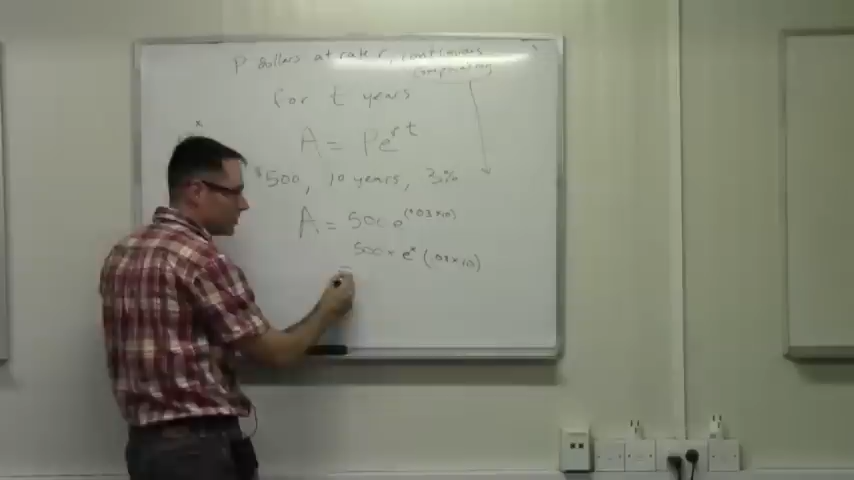 P dollars at rate r, continuous
compounding
for t years
x
A = Pe^{rt}
$500, 10 years, 3%
A = 500 e^{(.03×10)}
500 × e^x (.03×10)
=